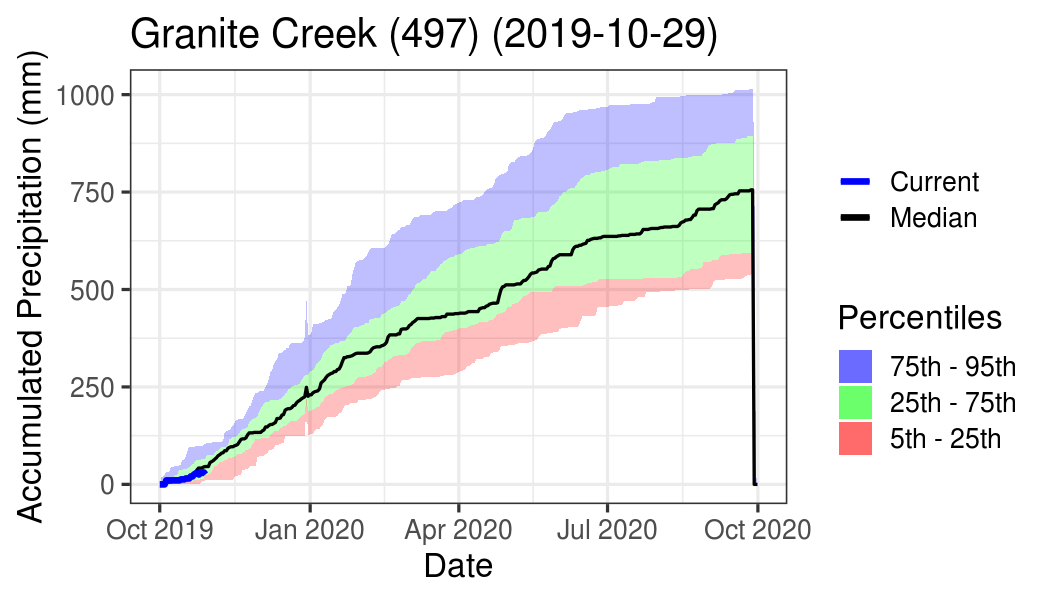 Granite Creek (497) (2019-10-29)
Accumulated Precipitation (mm)
1000
750
500
250
0
Oct 2019
Jan 2020
Apr 2020
Jul 2020
Oct 2020
Date
Current
Median
Percentiles
75th - 95th
25th - 75th
5th - 25th